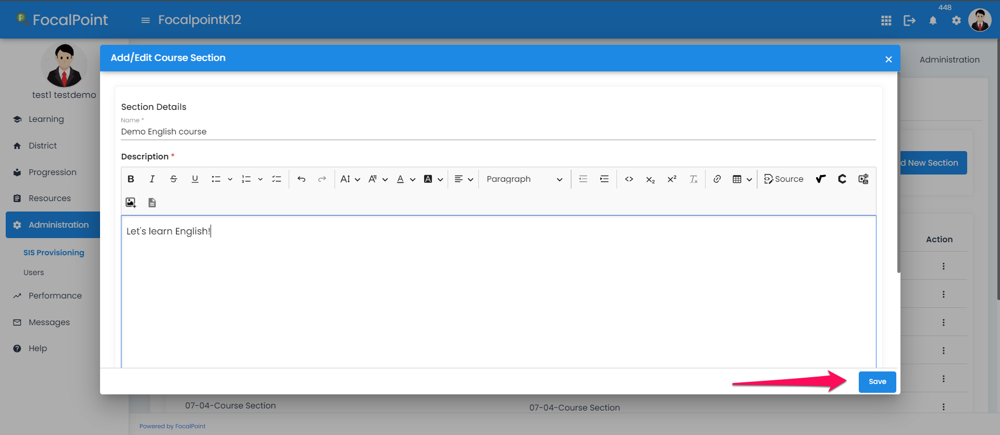 448
FocalPoint
FocalpointK12
Add/Edit Course Section
Administration
test1 testdemo
Section Details
Name *
Demo English course
Learning
District
Description *
New Section
Progression
Paragraph
Source
Resources
Administration
Let's learn English!
Action
SIS Provisioning
Users
Performance
Messages
Help
Save
07-04-Course Section
07-04-Course Section
Powered by FocalPoint